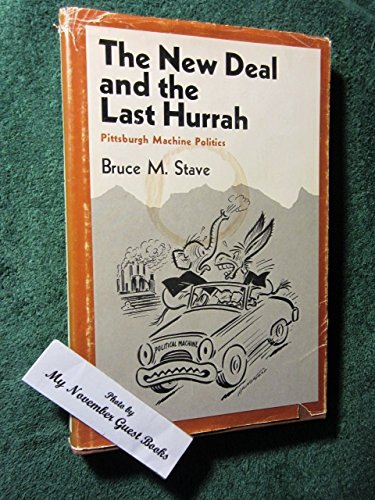 The New Deal
and the
Last Hurrah
Pittsburgh Machine Politics
Bruce M. Stave
POLITICAL MACHINE
Photo by
My November Guest Books